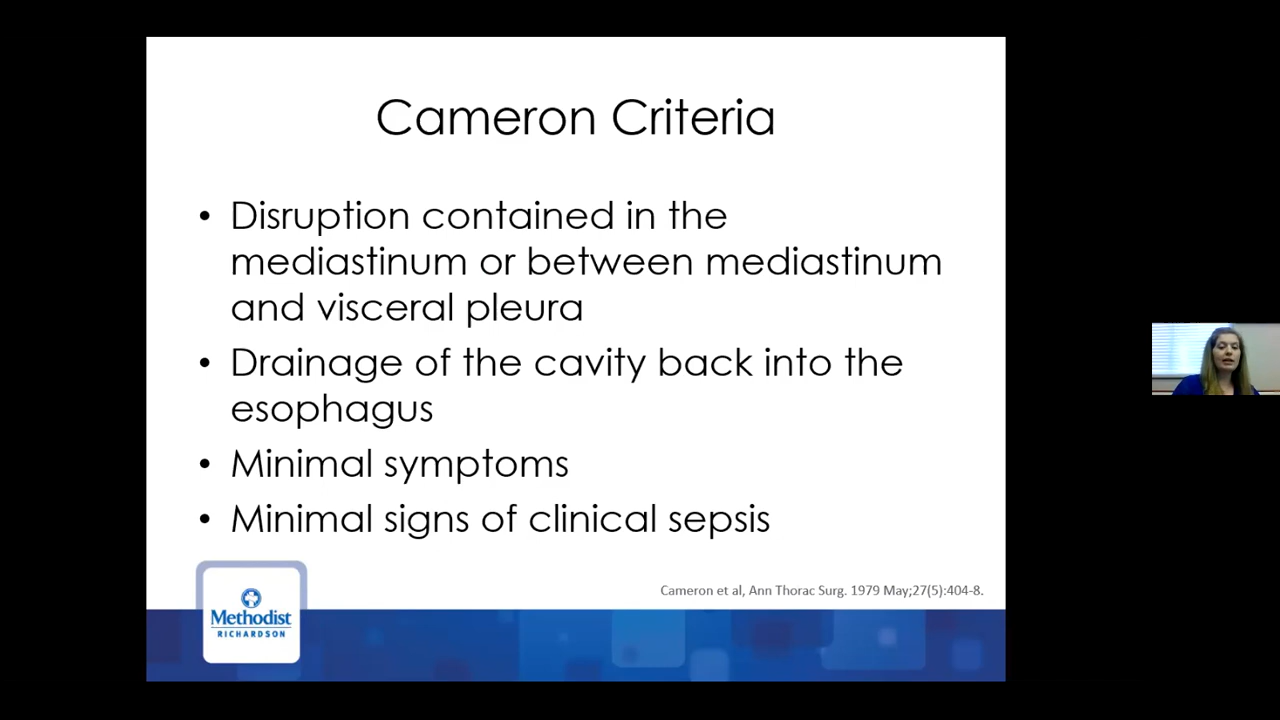 Cameron Criteria
• Disruption contained in the
mediastinum or between mediastinum
and visceral pleura
• Drainage of the cavity back into the
esophagus
• Minimal symptoms
• Minimal signs of clinical sepsis
Cameron et al, Ann Thorac Surg. 1979 May;27(5):404-8.
Methodist
RICHARDSON